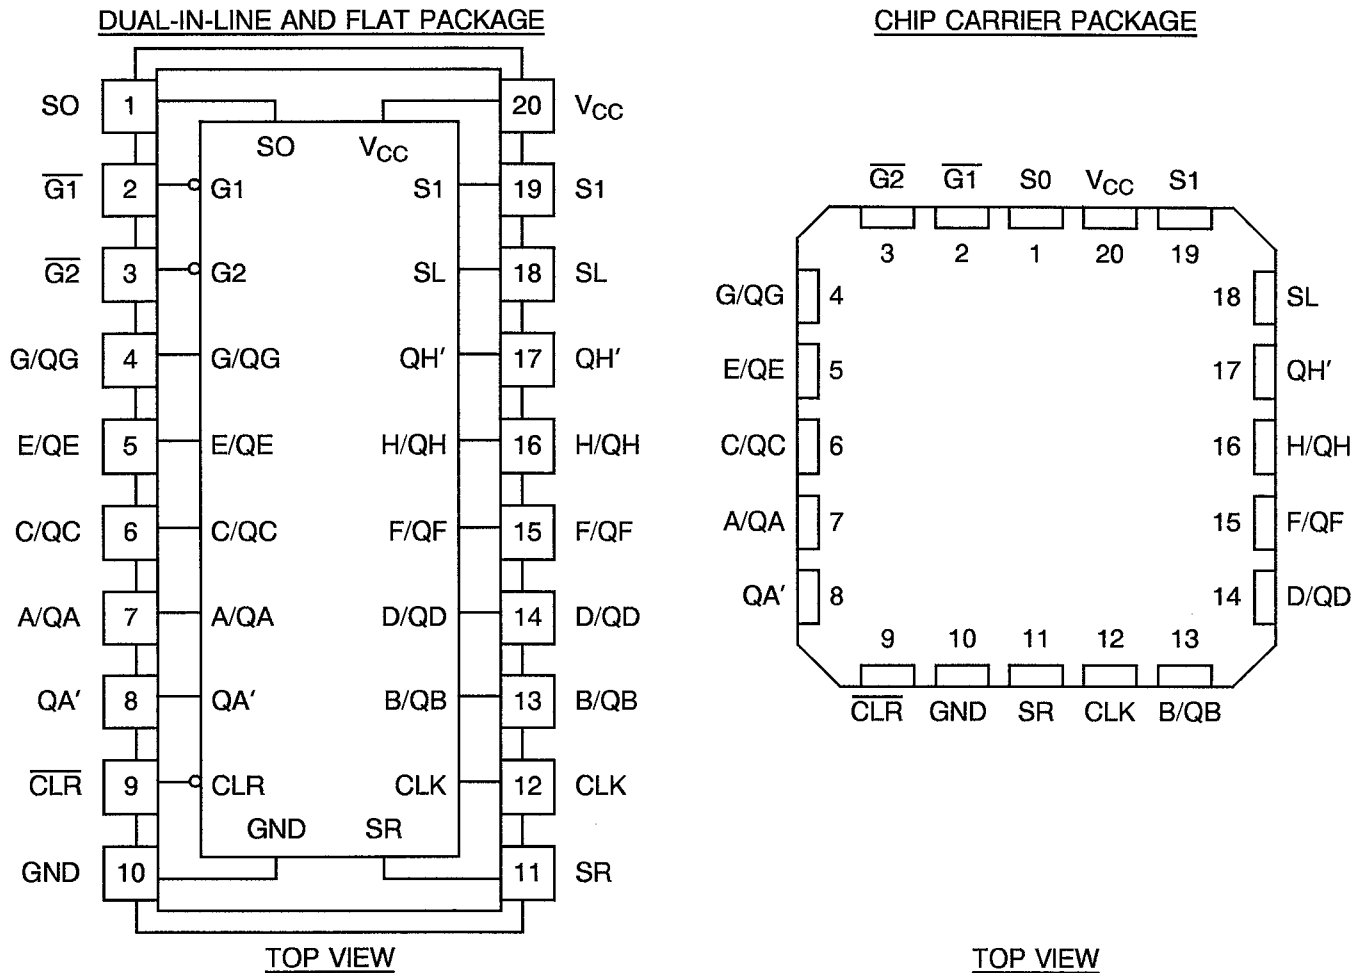 DUAL-IN-LINE AND FLAT PACKAGE
SO 1 20 VCC
SO VCC
G1 2 G1 S1 19 S1
G2 3 G2 SL 18 SL
G/QG 4 G/QG QH' 17 QH'
E/QE 5 E/QE H/QH 16 H/QH
C/QC 6 C/QC F/QF 15 F/QF
A/QA 7 A/QA D/QD 14 D/QD
QA' 8 QA' B/QB 13 B/QB
CLR 9 CLR CLK 12 CLK
GND SR
GND 10 11 SR
TOP VIEW
CHIP CARRIER PACKAGE
G2 G1 S0 VCC S1
3 2 1 20 19
G/QG 4 18 SL
E/QE 5 17 QH'
C/QC 6 16 H/QH
A/QA 7 15 F/QF
QA' 8 14 D/QD
9 10 11 12 13
CLR GND SR CLK B/QB
TOP VIEW